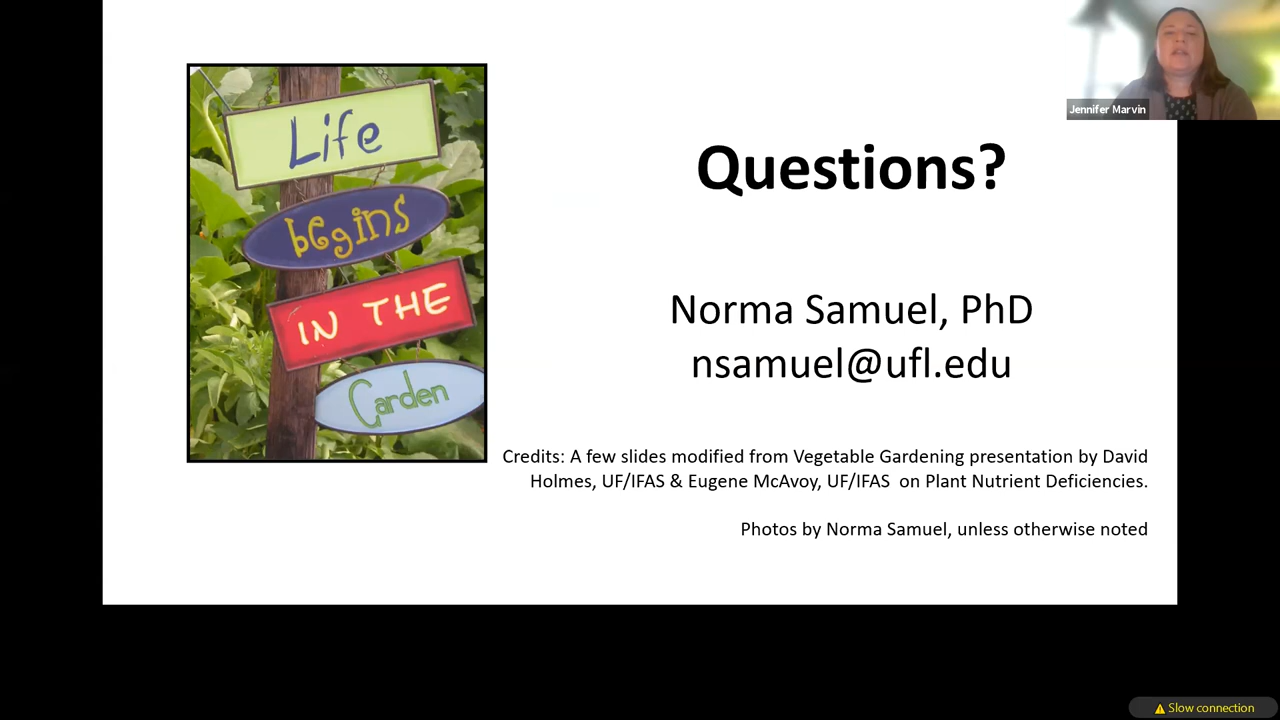 Life
begins
IN THE
Garden
Questions?
Norma Samuel, PhD
nsamuel@ufl.edu
Credits: A few slides modified from Vegetable Gardening presentation by David
Holmes, UF/IFAS & Eugene McAvoy, UF/IFAS on Plant Nutrient Deficiencies.
Photos by Norma Samuel, unless otherwise noted
Jennifer Marvin
Slow connection